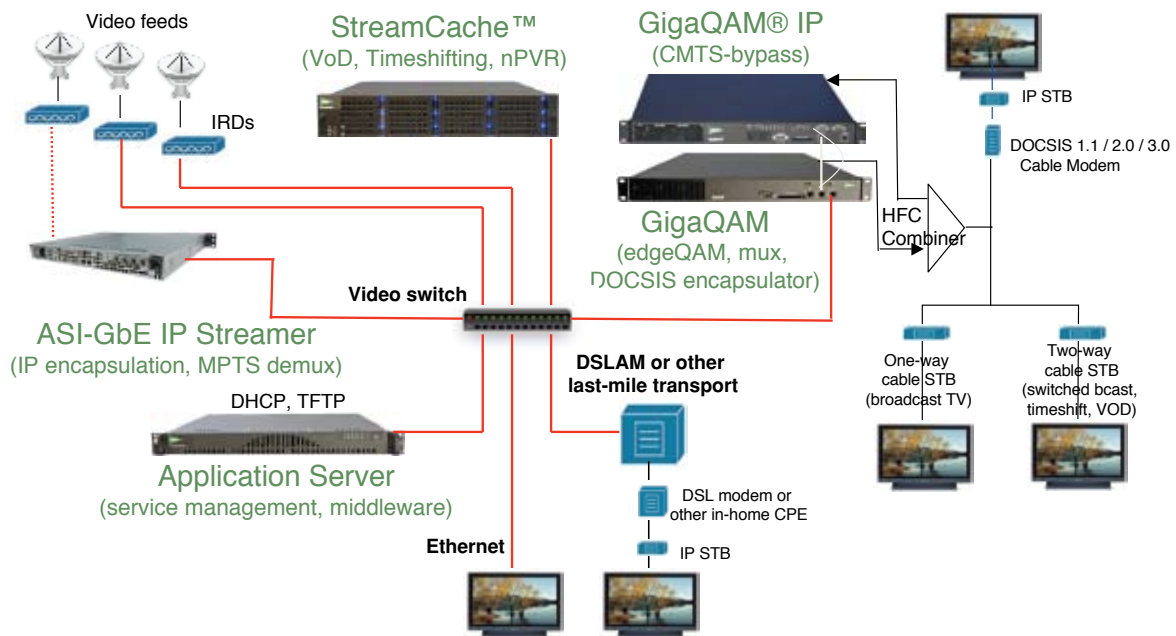 Video feeds
IRDs
StreamCache™
(VoD, Timeshifting, nPVR)
GigaQAM® IP
(CMTS-bypass)
IP STB
DOCSIS 1.1 / 2.0 / 3.0
Cable Modem
GigaQAM
(edgeQAM, mux,
DOCSIS encapsulator)
HFC
Combiner
Video switch
ASI-GbE IP Streamer
(IP encapsulation, MPTS demux)
DHCP, TFTP
Application Server
(service management, middleware)
DSLAM or other
last-mile transport
One-way
cable STB
(broadcast TV)
Two-way
cable STB
(switched bcast,
timeshift, VOD)
DSL modem or
other in-home CPE
IP STB
Ethernet